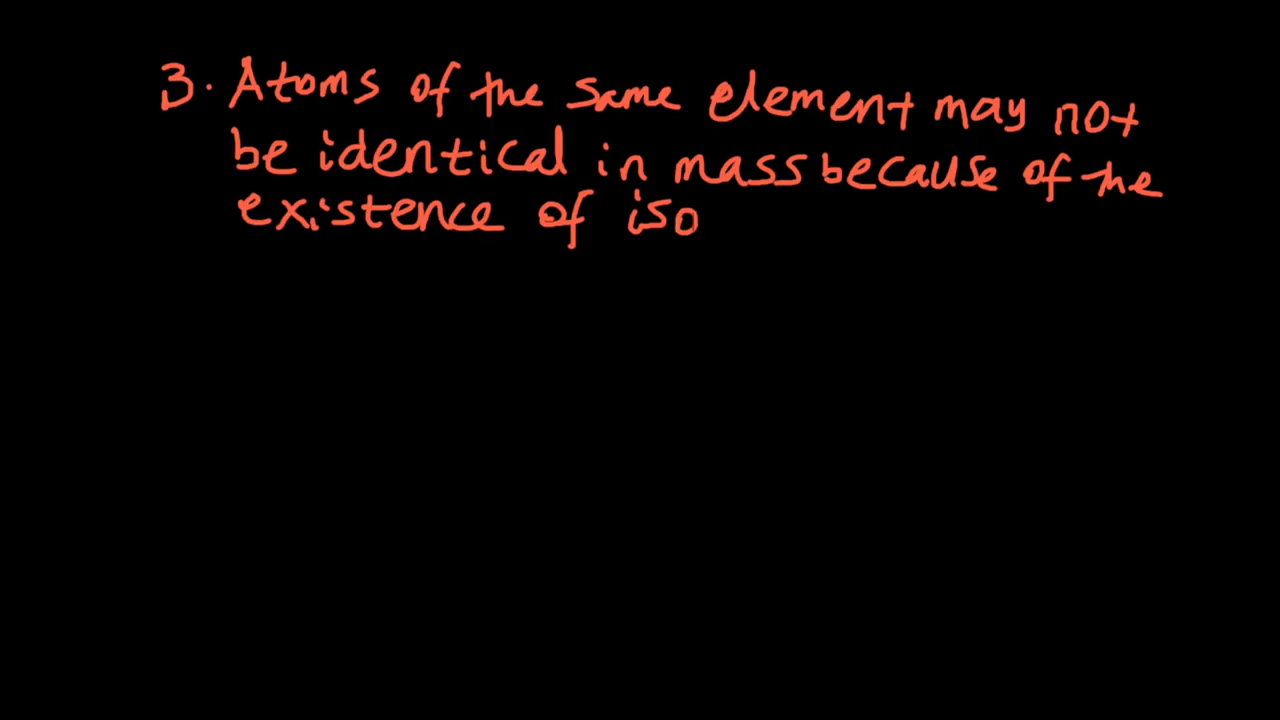 3. Atoms of the same element may not
be identical in mass because of the
existence of iso